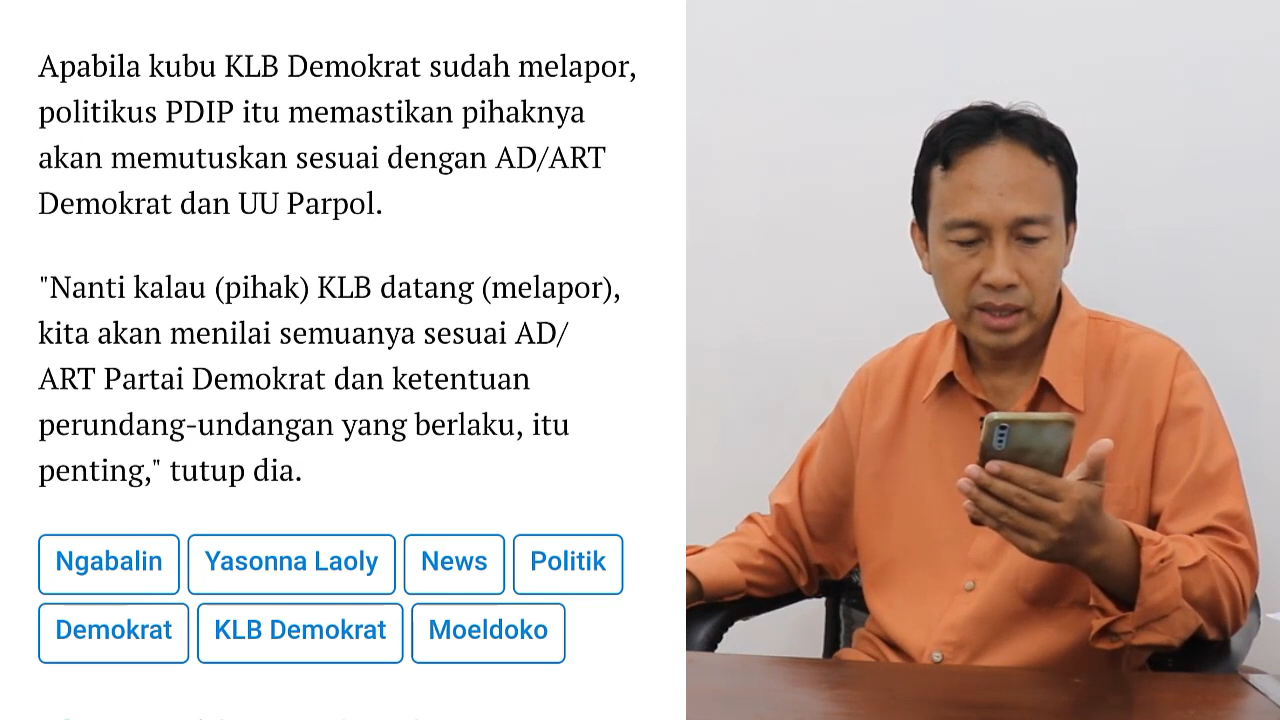 Apabila kubu KLB Demokrat sudah melapor,
politikus PDIP itu memastikan pihaknya
akan memutuskan sesuai dengan AD/ART
Demokrat dan UU Parpol.
"Nanti kalau (pihak) KLB datang (melapor),
kita akan menilai semuanya sesuai AD/
ART Partai Demokrat dan ketentuan
perundang-undangan yang berlaku, itu
penting," tutup dia.
Ngabalin Yasonna Laoly News Politik
Demokrat KLB Demokrat Moeldoko